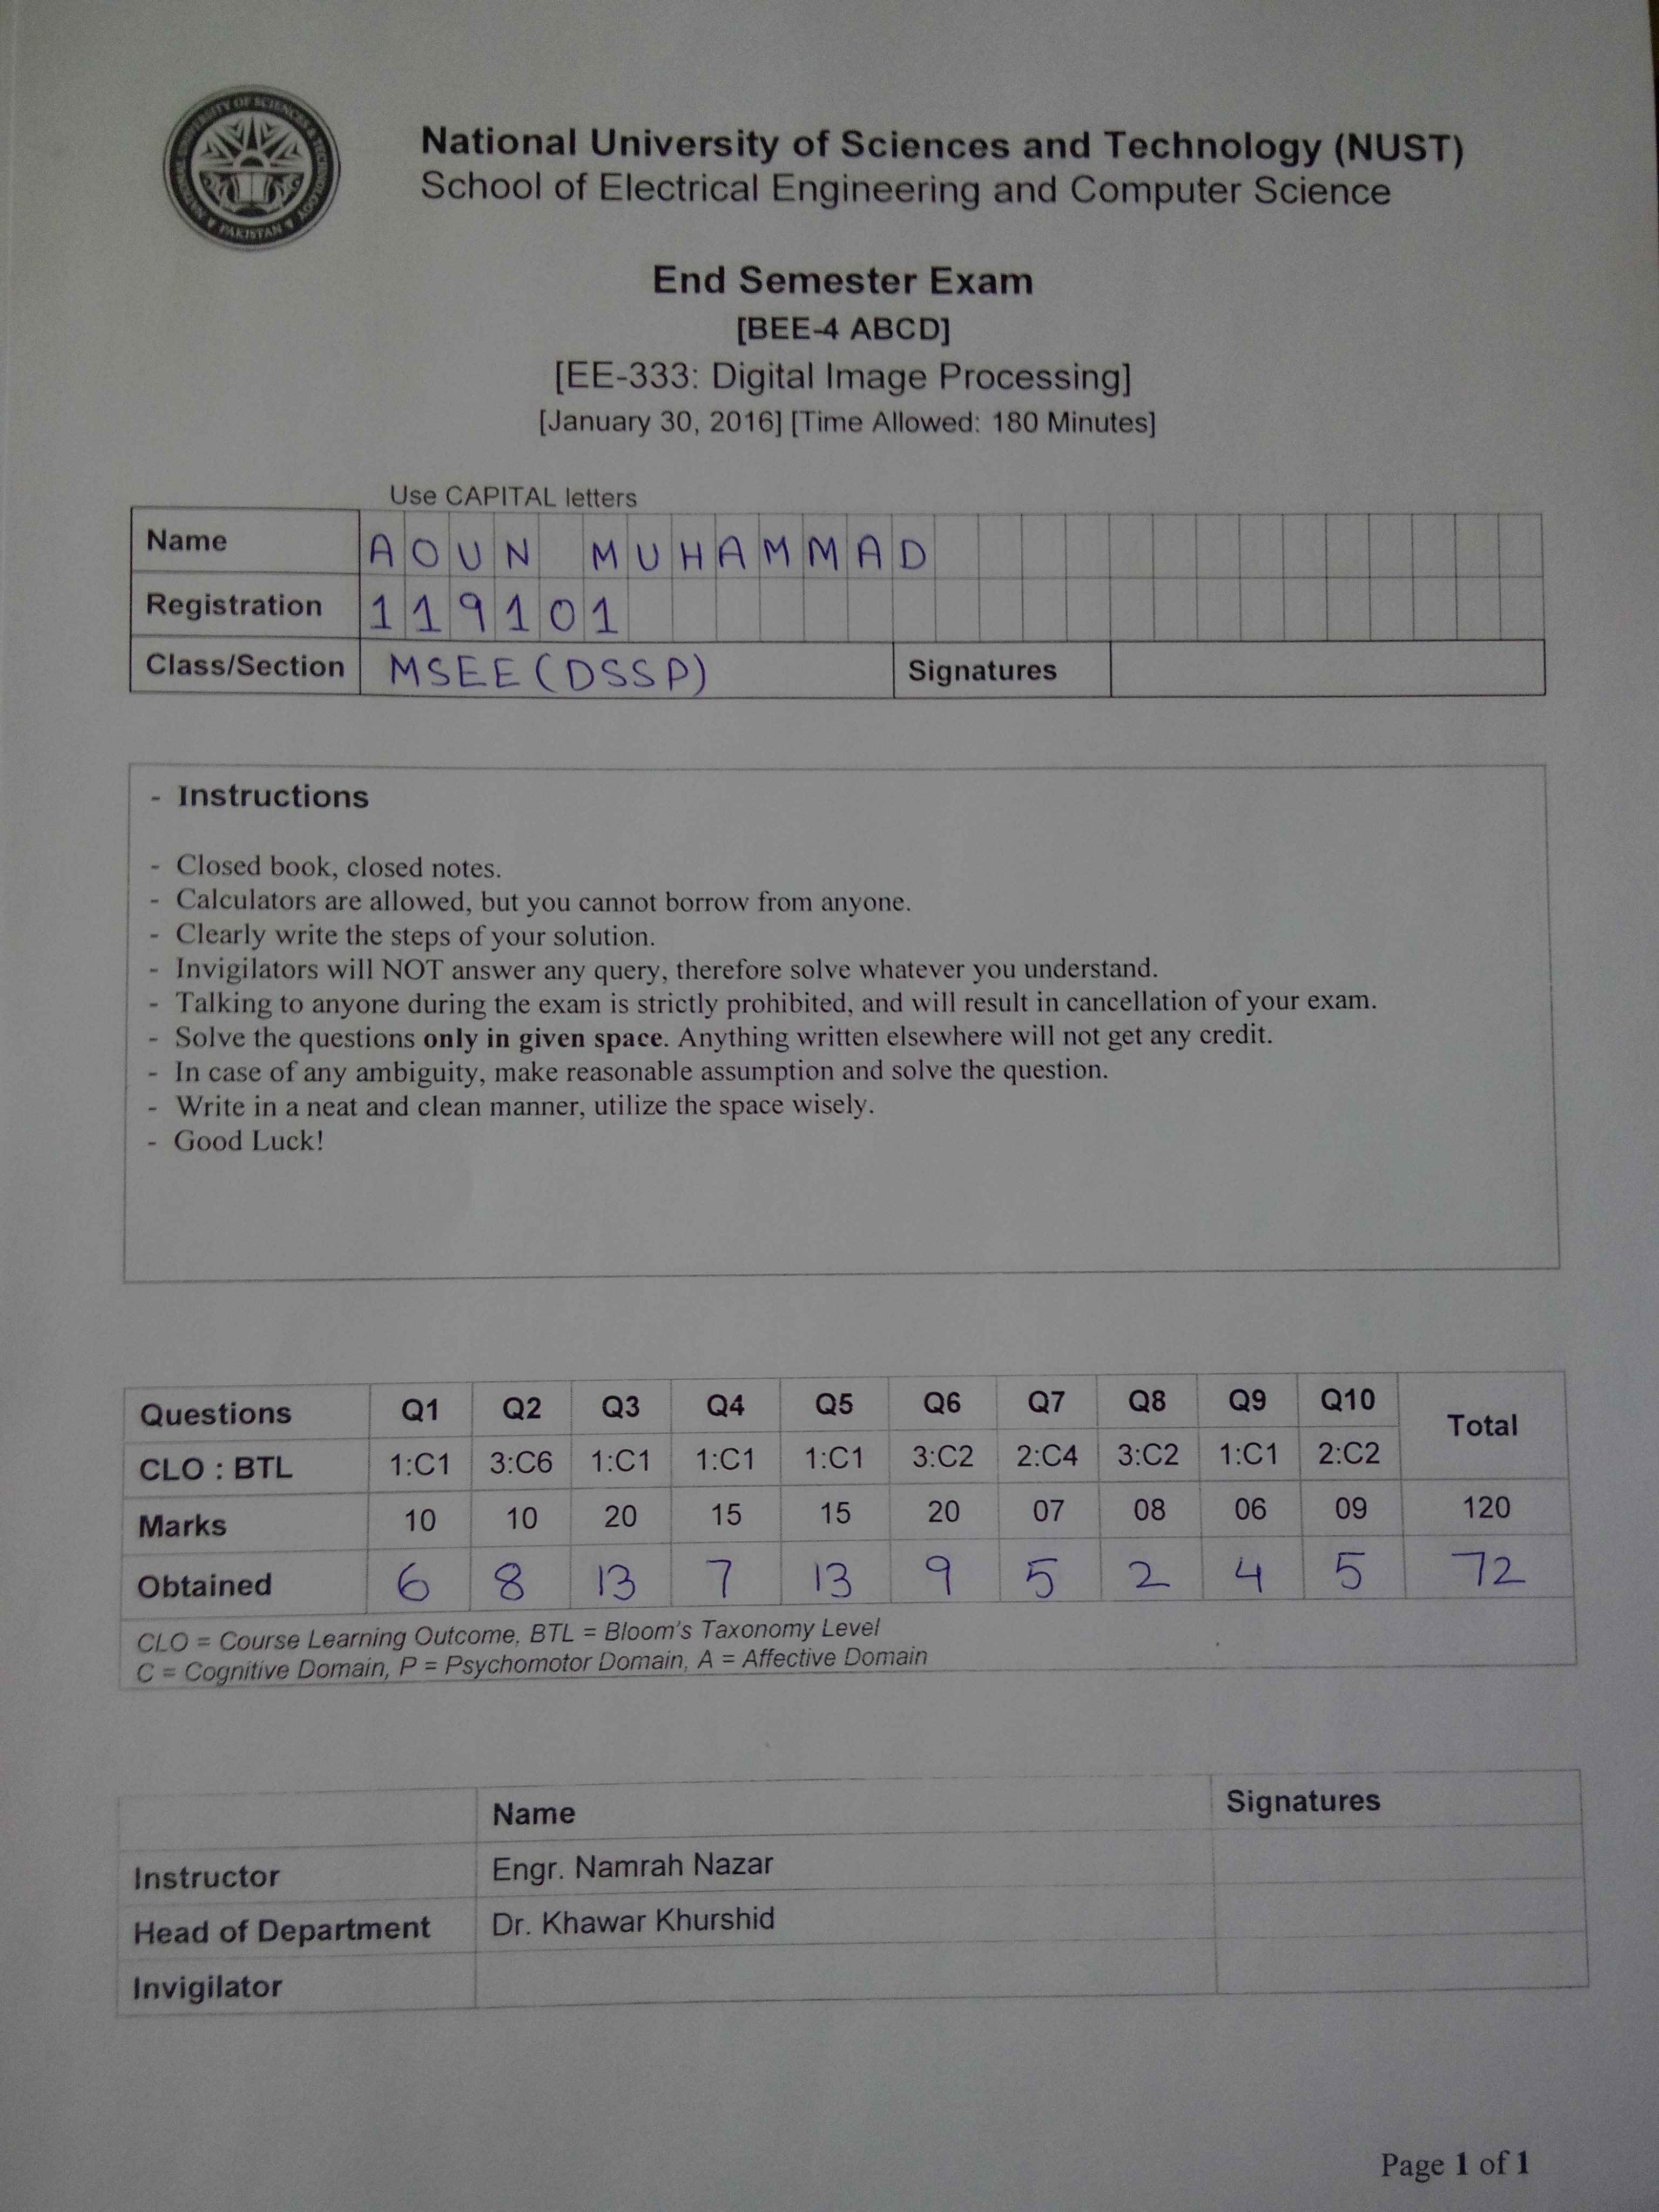 NATIONAL UNIVERSITY OF SCIENCES & TECHNOLOGY
PAKISTAN
National University of Sciences and Technology (NUST)
School of Electrical Engineering and Computer Science
End Semester Exam
[BEE-4 ABCD]
[EE-333: Digital Image Processing]
[January 30, 2016] [Time Allowed: 180 Minutes]
Use CAPITAL letters
Name AOUN MUHAMMAD
Registration 119101
Class/Section MSEE (DSSP) Signatures
- Instructions
- Closed book, closed notes.
- Calculators are allowed, but you cannot borrow from anyone.
- Clearly write the steps of your solution.
- Invigilators will NOT answer any query, therefore solve whatever you understand.
- Talking to anyone during the exam is strictly prohibited, and will result in cancellation of your exam.
- Solve the questions only in given space. Anything written elsewhere will not get any credit.
- In case of any ambiguity, make reasonable assumption and solve the question.
- Write in a neat and clean manner, utilize the space wisely.
- Good Luck!
Questions Q1 Q2 Q3 Q4 Q5 Q6 Q7 Q8 Q9 Q10 Total
CLO : BTL 1:C1 3:C6 1:C1 1:C1 1:C1 3:C2 2:C4 3:C2 1:C1 2:C2
Marks 10 10 20 15 15 20 07 08 06 09 120
Obtained 6 8 13 7 13 9 5 2 4 5 72
CLO = Course Learning Outcome, BTL = Bloom's Taxonomy Level
C = Cognitive Domain, P = Psychomotor Domain, A = Affective Domain
Name Signatures
Instructor Engr. Namrah Nazar
Head of Department Dr. Khawar Khurshid
Invigilator
Page 1 of 1